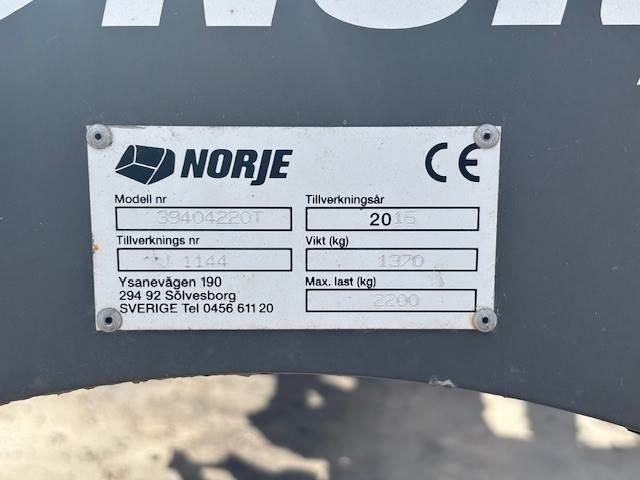 NORJE
CE
Modell nr
39404220T
Tillverknings nr
U 1144
Ysanevägen 190
294 92 Sölvesborg
SVERIGE Tel 0456 611 20
Tillverkningsår
2015
Vikt (kg)
1370
Max. last (kg)
2200